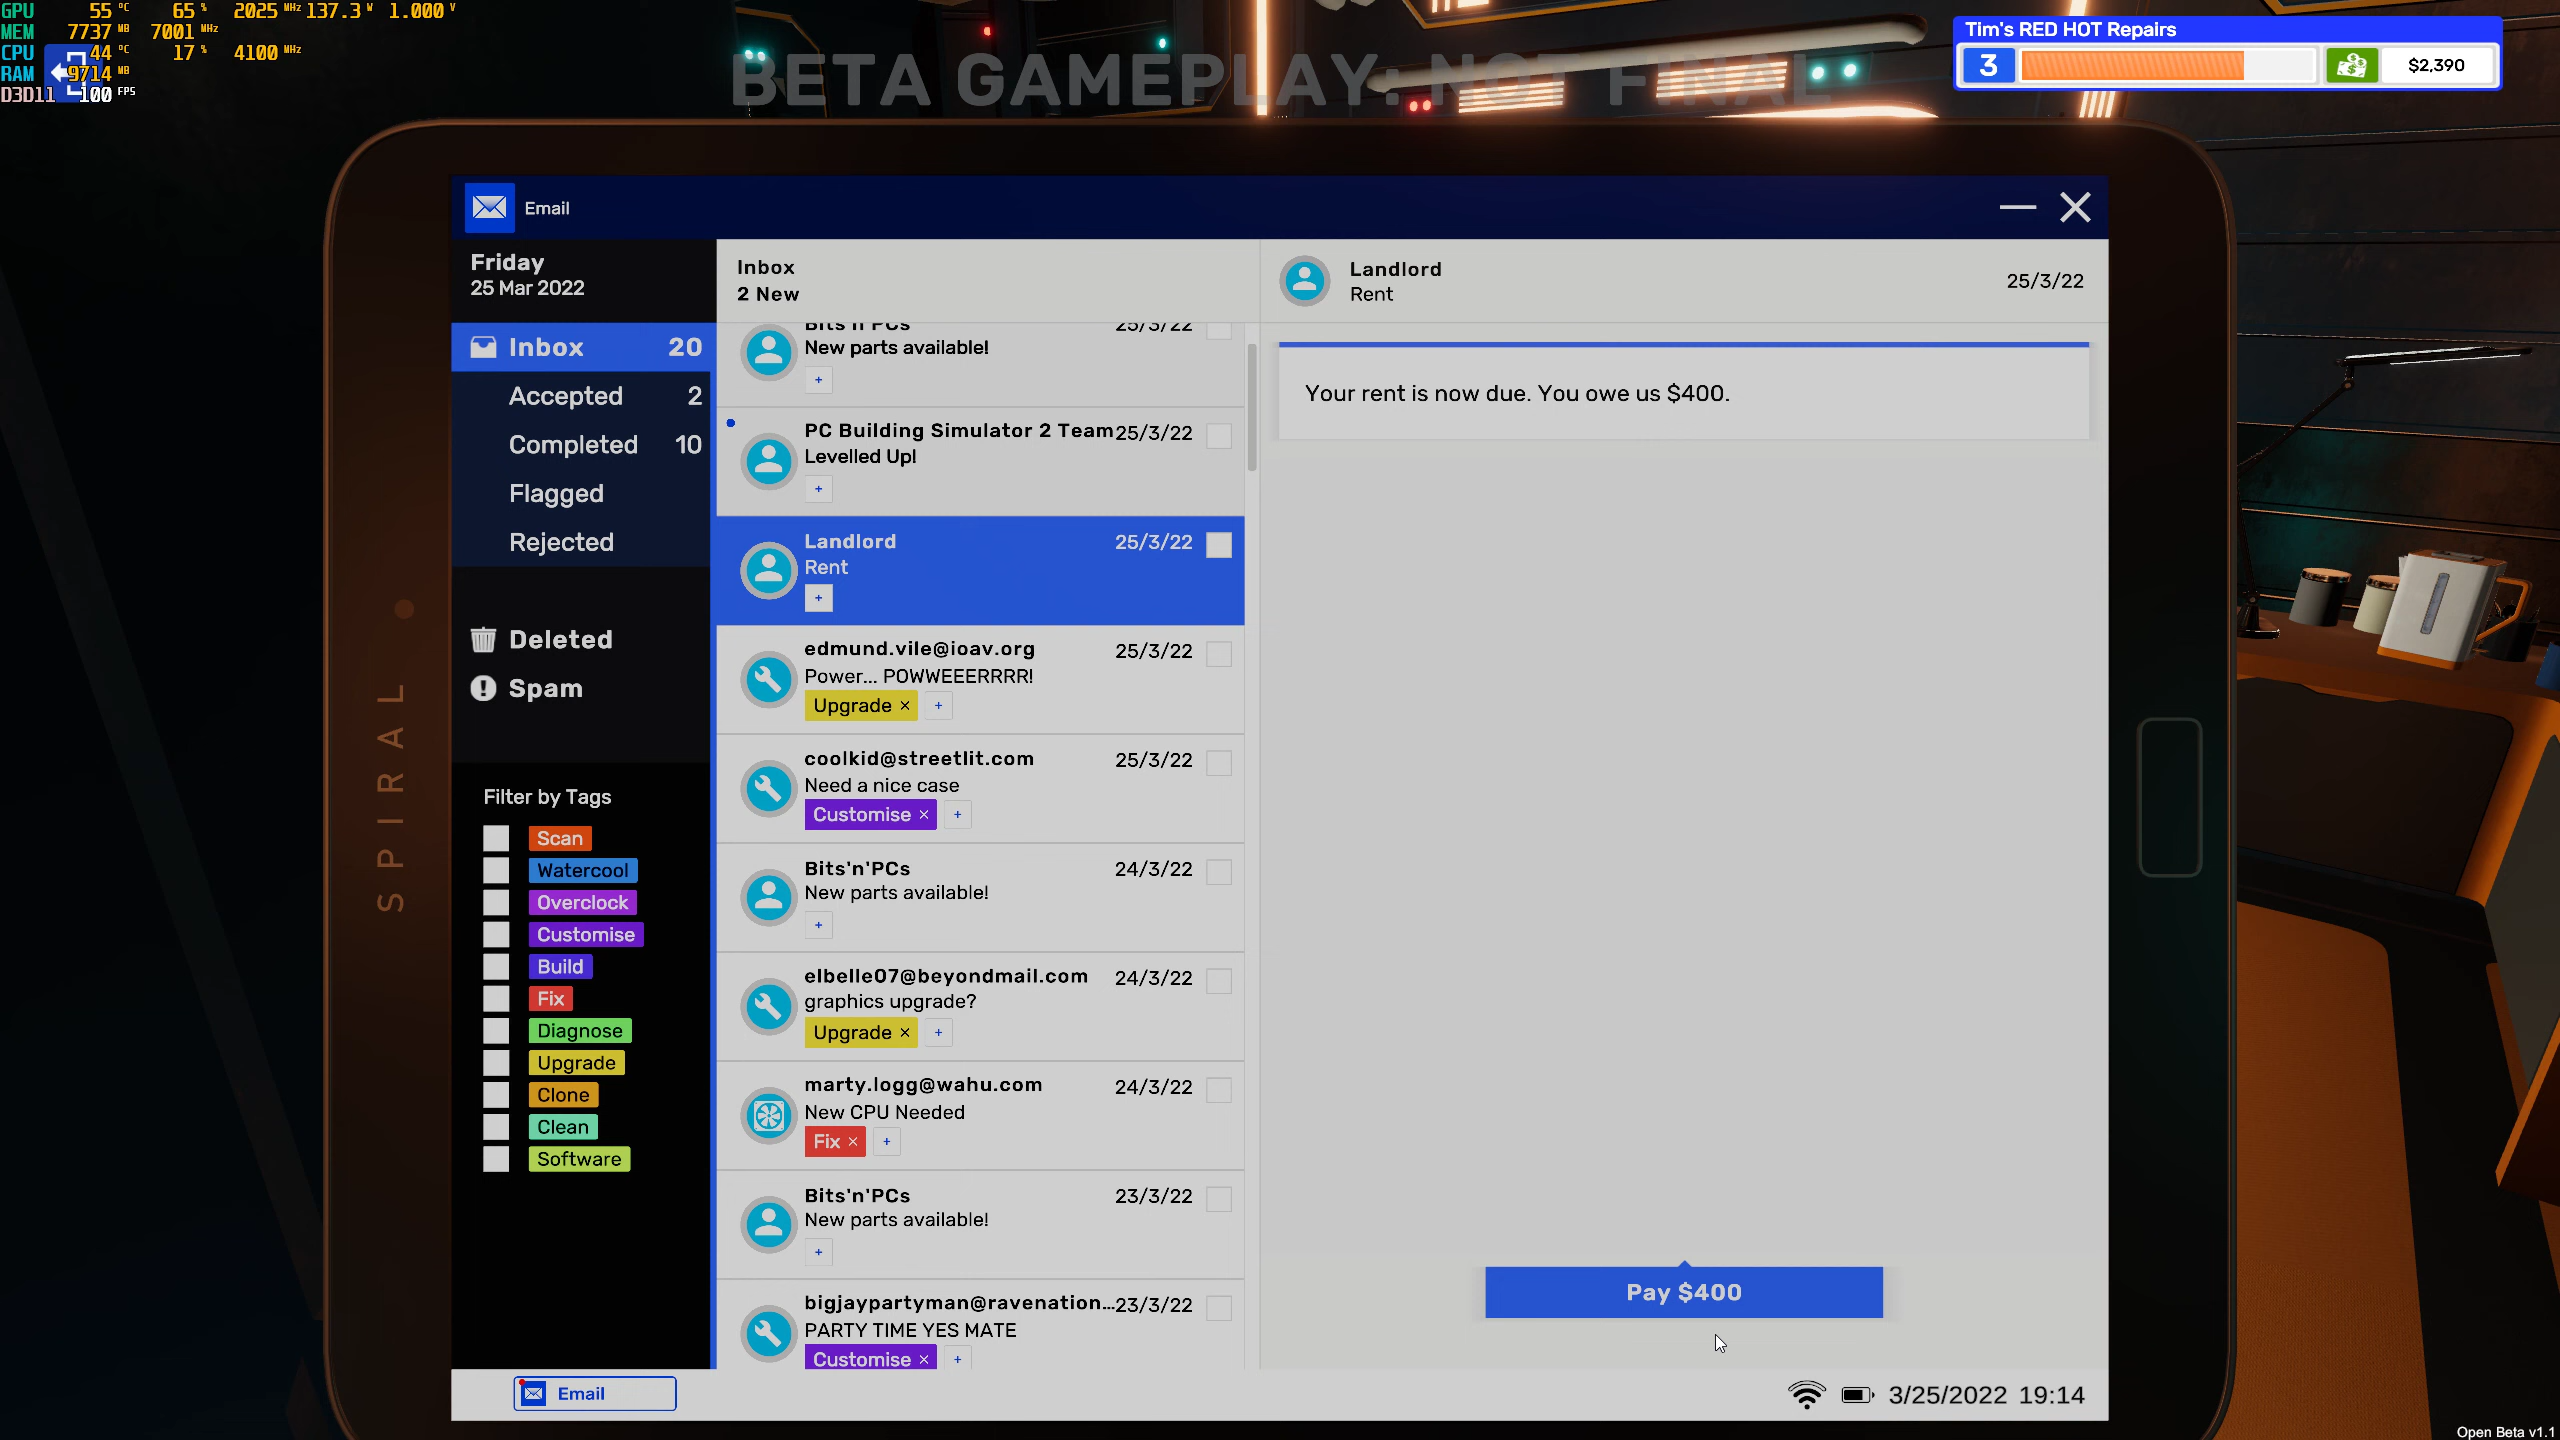 GPU 55 °C 65 % 2025 MHz 137.3 W 1.000 V
MEM 7737 MB 7001 MHz
CPU 44 °C 17 % 4100 MHz
RAM 9714 MB
D3D11 100 FPS
BETA GAMEPLAY: NOT FINAL
Tim's RED HOT Repairs
3
$2,390
SPIRAL
Email
Friday
25 Mar 2022
Inbox 20
Accepted 2
Completed 10
Flagged
Rejected
Deleted
Spam
Filter by Tags
Scan
Watercool
Overclock
Customise
Build
Fix
Diagnose
Upgrade
Clone
Clean
Software
Inbox
2 New
Bits'n'PCs 25/3/22
New parts available!
+
PC Building Simulator 2 Team 25/3/22
Levelled Up!
+
Landlord 25/3/22
Rent
+
edmund.vile@ioav.org 25/3/22
Power... POWWEEERRRR!
Upgrade × +
coolkid@streetlit.com 25/3/22
Need a nice case
Customise × +
Bits'n'PCs 24/3/22
New parts available!
+
elbelle07@beyondmail.com 24/3/22
graphics upgrade?
Upgrade × +
marty.logg@wahu.com 24/3/22
New CPU Needed
Fix × +
Bits'n'PCs 23/3/22
New parts available!
+
bigjaypartyman@ravenation... 23/3/22
PARTY TIME YES MATE
Customise × +
Landlord 25/3/22
Rent
Your rent is now due. You owe us $400.
Pay $400
Email
3/25/2022 19:14
Open Beta v1.1